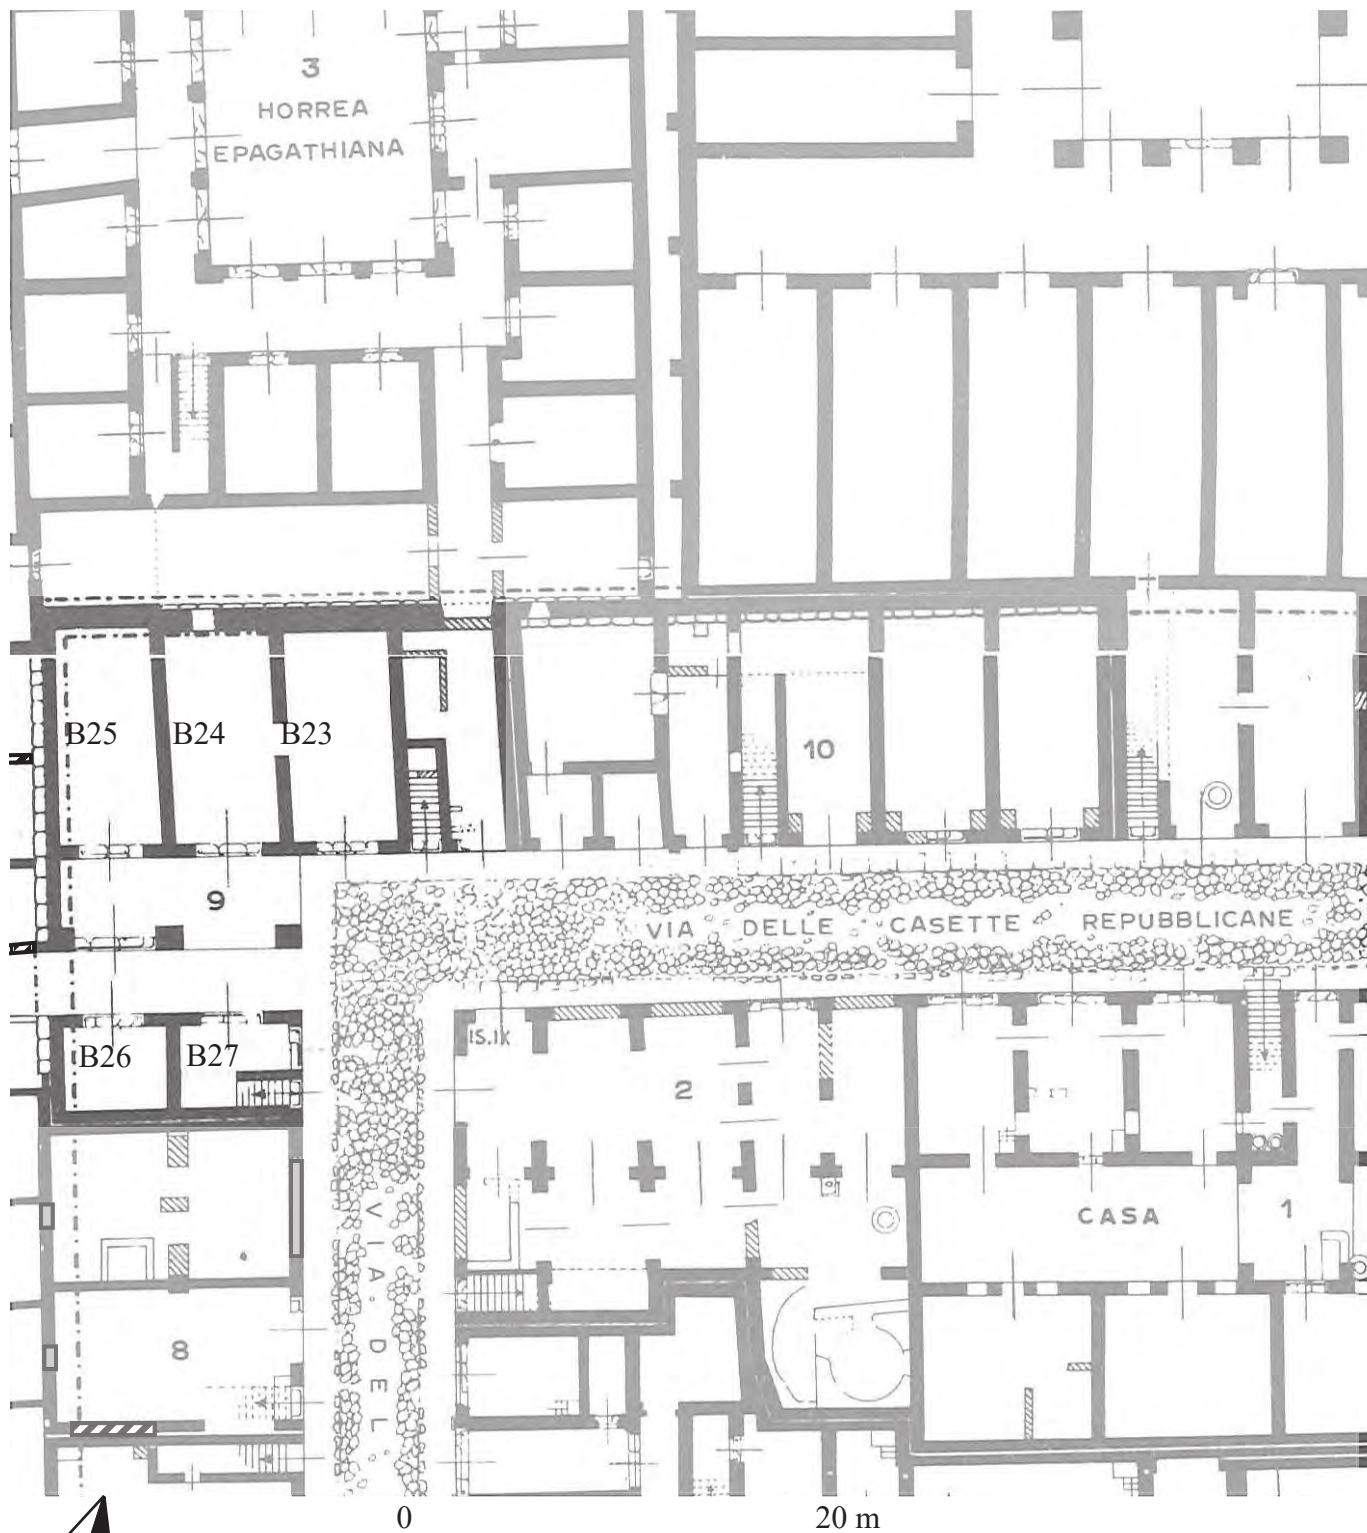 3
HORREA
EPAGATHIANA
B25
B24
B23
10
9
VIA DELLE CASETTE REPUBBLICANE
B26
B27
IS.IX
2
CASA
1
VIA DEL
8
0
20 m